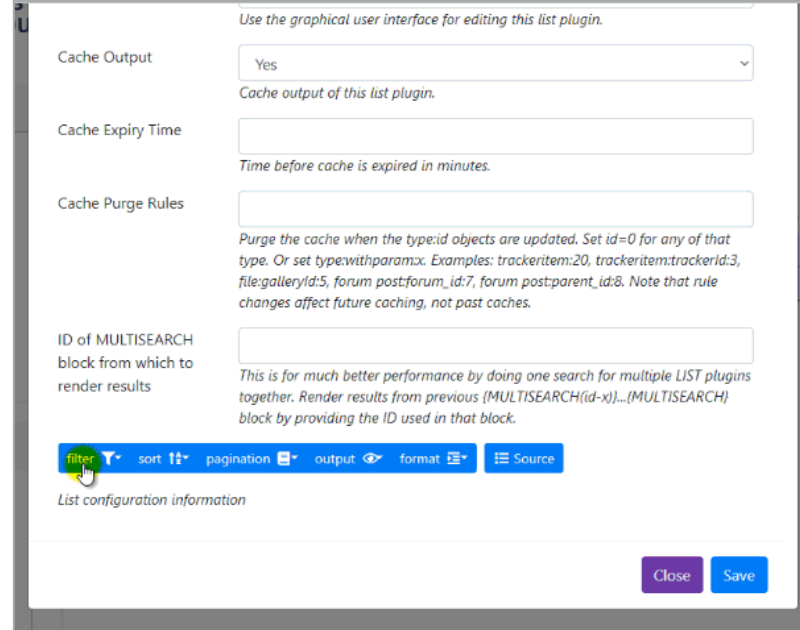 Use the graphical user interface for editing this list plugin.
Cache Output
Yes
Cache output of this list plugin.
Cache Expiry Time
Time before cache is expired in minutes.
Cache Purge Rules
Purge the cache when the type:id objects are updated. Set id=0 for any of that
type. Or set type:withparam:x. Examples: trackeritem:20, trackeritem:trackerId:3,
file:galleryId:5, forum post:forum_id:7, forum post:parent_id:8. Note that rule
changes affect future caching, not past caches.
ID of MULTISEARCH
block from which to
render results
This is for much better performance by doing one search for multiple LIST plugins
together. Render results from previous {MULTISEARCH(id-x)}...{MULTISEARCH}
block by providing the ID used in that block.
filter sort pagination output format Source
List configuration information
Close Save